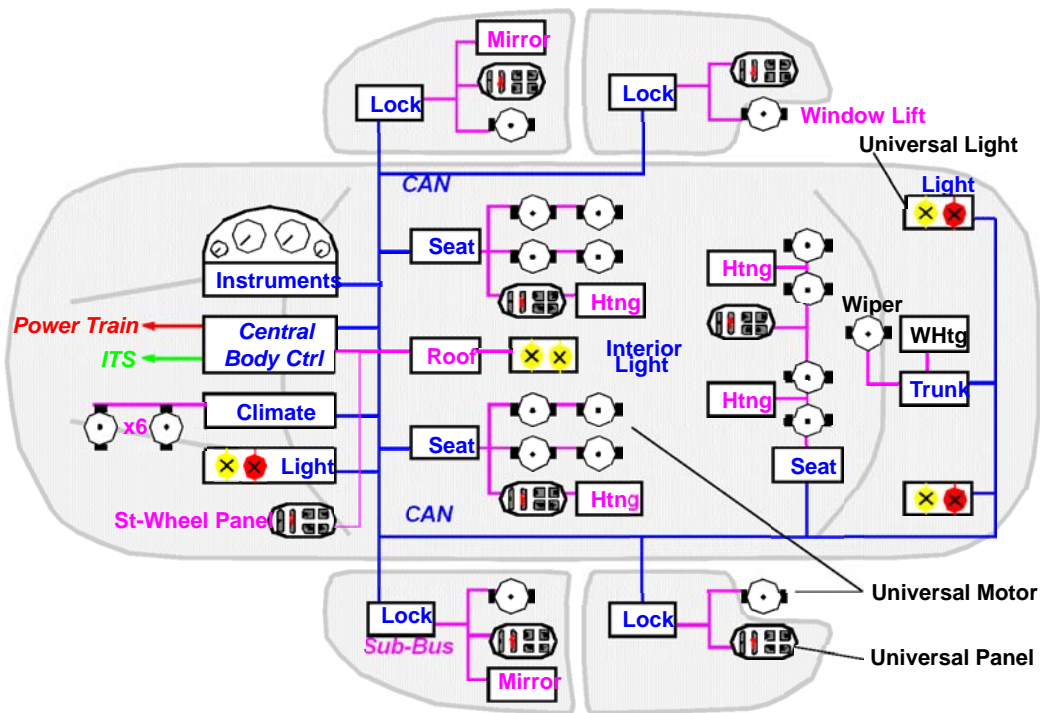 Mirror
Lock
Lock
Window Lift
Universal Light
CAN
Light
Seat
Htng
Instruments
Htng
Wiper
Power Train
Central
Body Ctrl
ITS
Roof
Interior
Light
WHtg
Trunk
Htng
Climate
x6
Seat
Light
Seat
Htng
St-Wheel Panel
CAN
Universal Motor
Lock
Lock
Sub-Bus
Universal Panel
Mirror